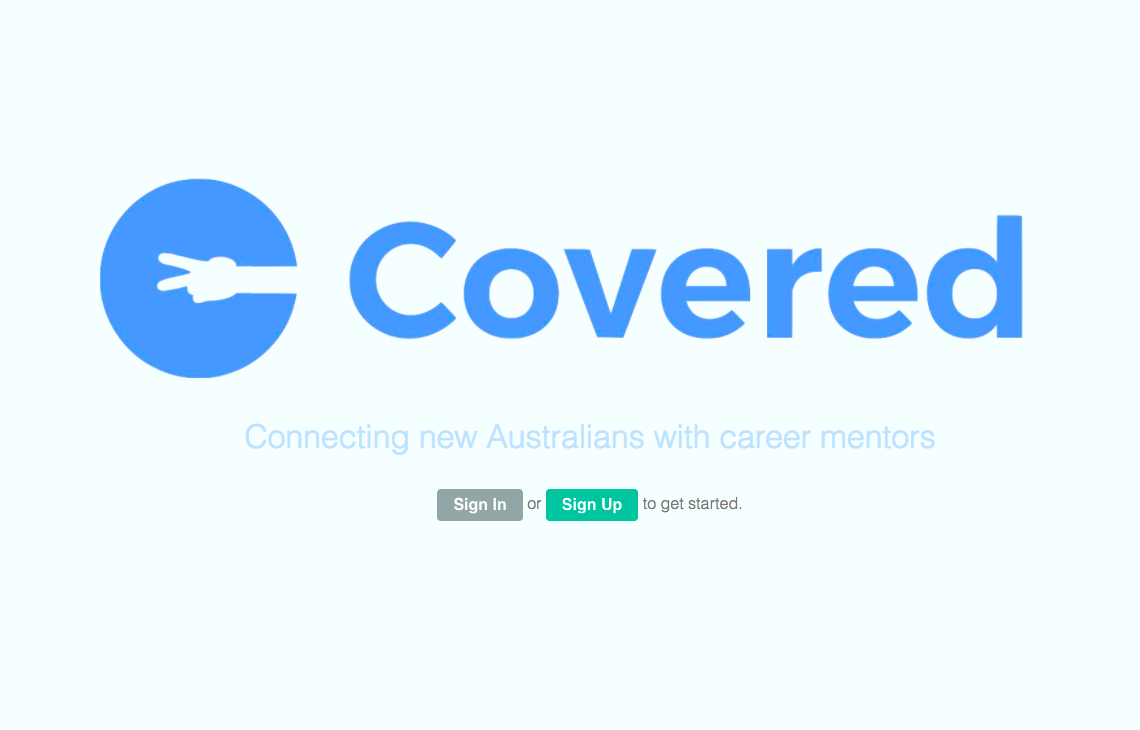 Covered
Connecting new Australians with career mentors
Sign In or Sign Up to get started.